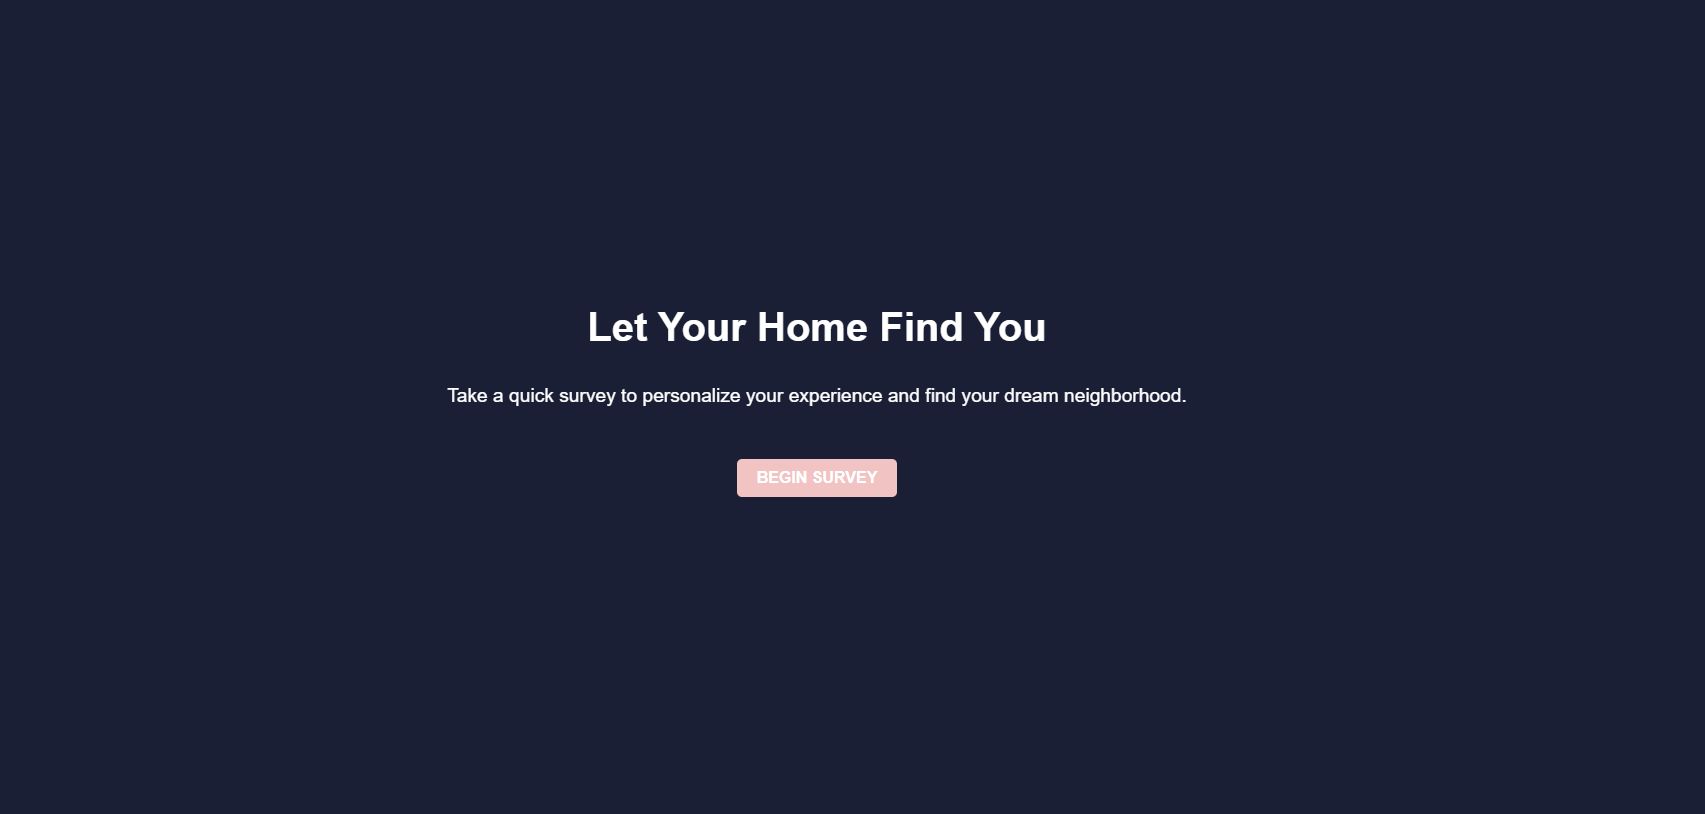 Let Your Home Find You
Take a quick survey to personalize your experience and find your dream neighborhood.
BEGIN SURVEY